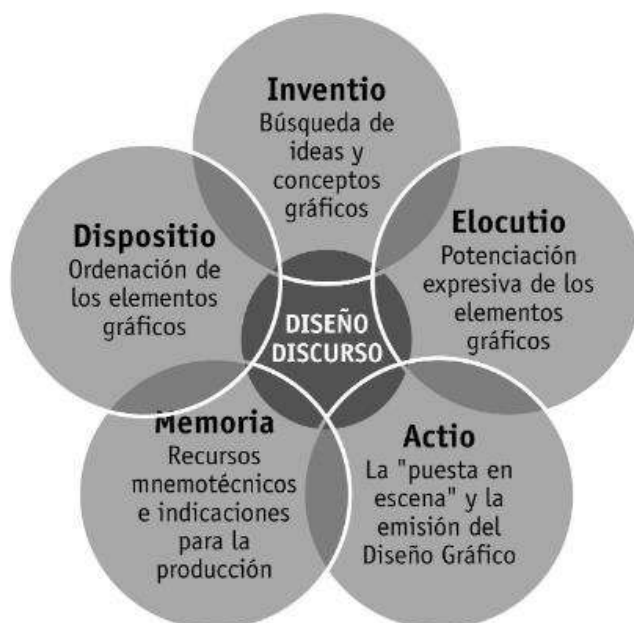 Inventio
Búsqueda de
ideas y
conceptos
gráficos
Dispositio
Ordenación de
los elementos
gráficos
Elocutio
Potenciación
expresiva de los
elementos
gráficos
DISEÑO
DISCURSO
Memoria
Recursos
mnemotécnicos
e indicaciones
para la
producción
Actio
La "puesta en
escena" y la
emisión del
Diseño Gráfico